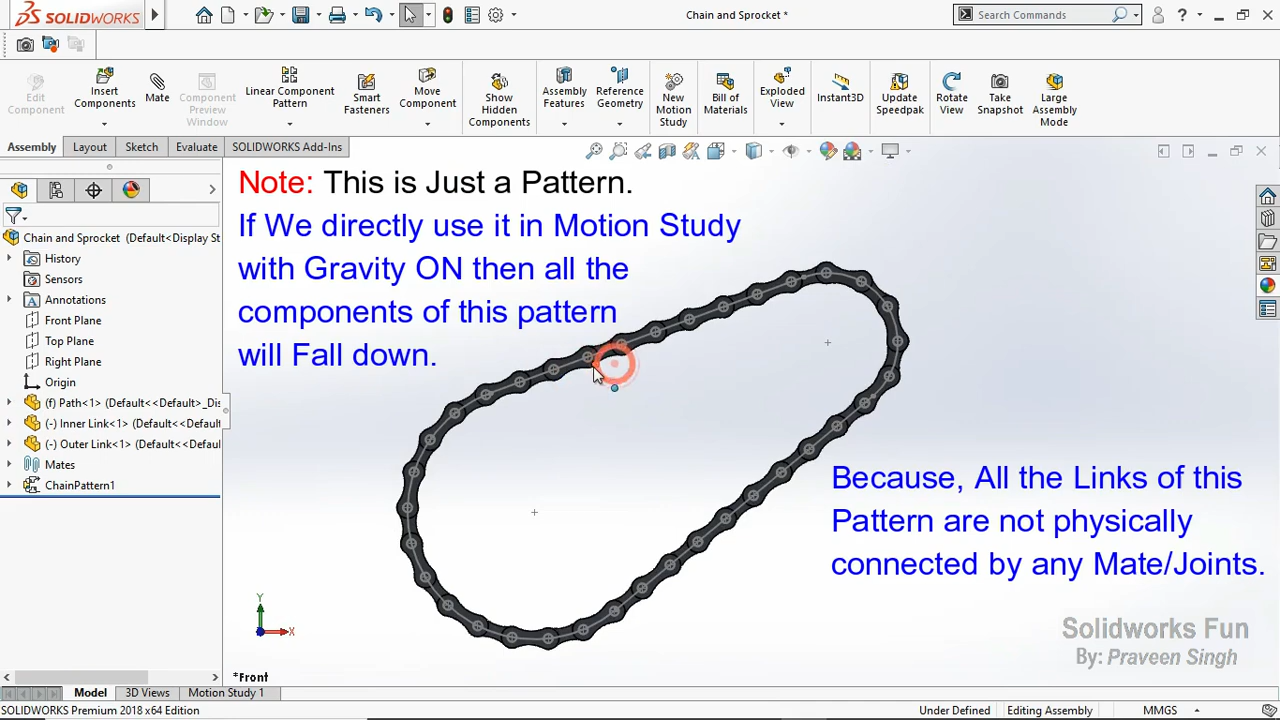 SOLIDWORKS
Chain and Sprocket *
Search Commands
Edit Component
Insert Components
Mate
Component Preview Window
Linear Component Pattern
Smart Fasteners
Move Component
Show Hidden Components
Assembly Features
Reference Geometry
New Motion Study
Bill of Materials
Exploded View
Instant3D
Update Speedpak
Rotate View
Take Snapshot
Large Assembly Mode
Assembly
Layout
Sketch
Evaluate
SOLIDWORKS Add-Ins
Note: This is Just a Pattern.
If We directly use it in Motion Study
with Gravity ON then all the
components of this pattern
will Fall down.
Chain and Sprocket (Default<Display St
History
Sensors
Annotations
Front Plane
Top Plane
Right Plane
Origin
(f) Path<1> (Default<<Default>_Dis
(-) Inner Link<1> (Default<<Default
(-) Outer Link<1> (Default<<Defau
Mates
ChainPattern1
Because, All the Links of this
Pattern are not physically
connected by any Mate/Joints.
Y
X
Solidworks Fun
By: Praveen Singh
*Front
Model
3D Views
Motion Study 1
SOLIDWORKS Premium 2018 x64 Edition
Under Defined
Editing Assembly
MMGS